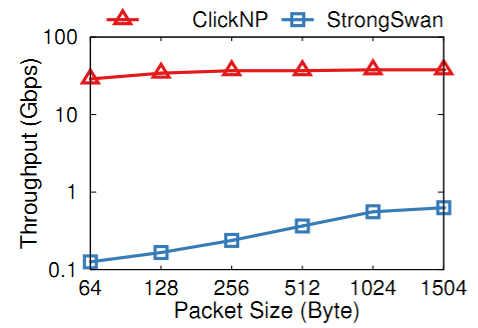 ClickNP StrongSwan
100
10
1
0.1
Throughput (Gbps)
64 128 256 512 1024 1504
Packet Size (Byte)